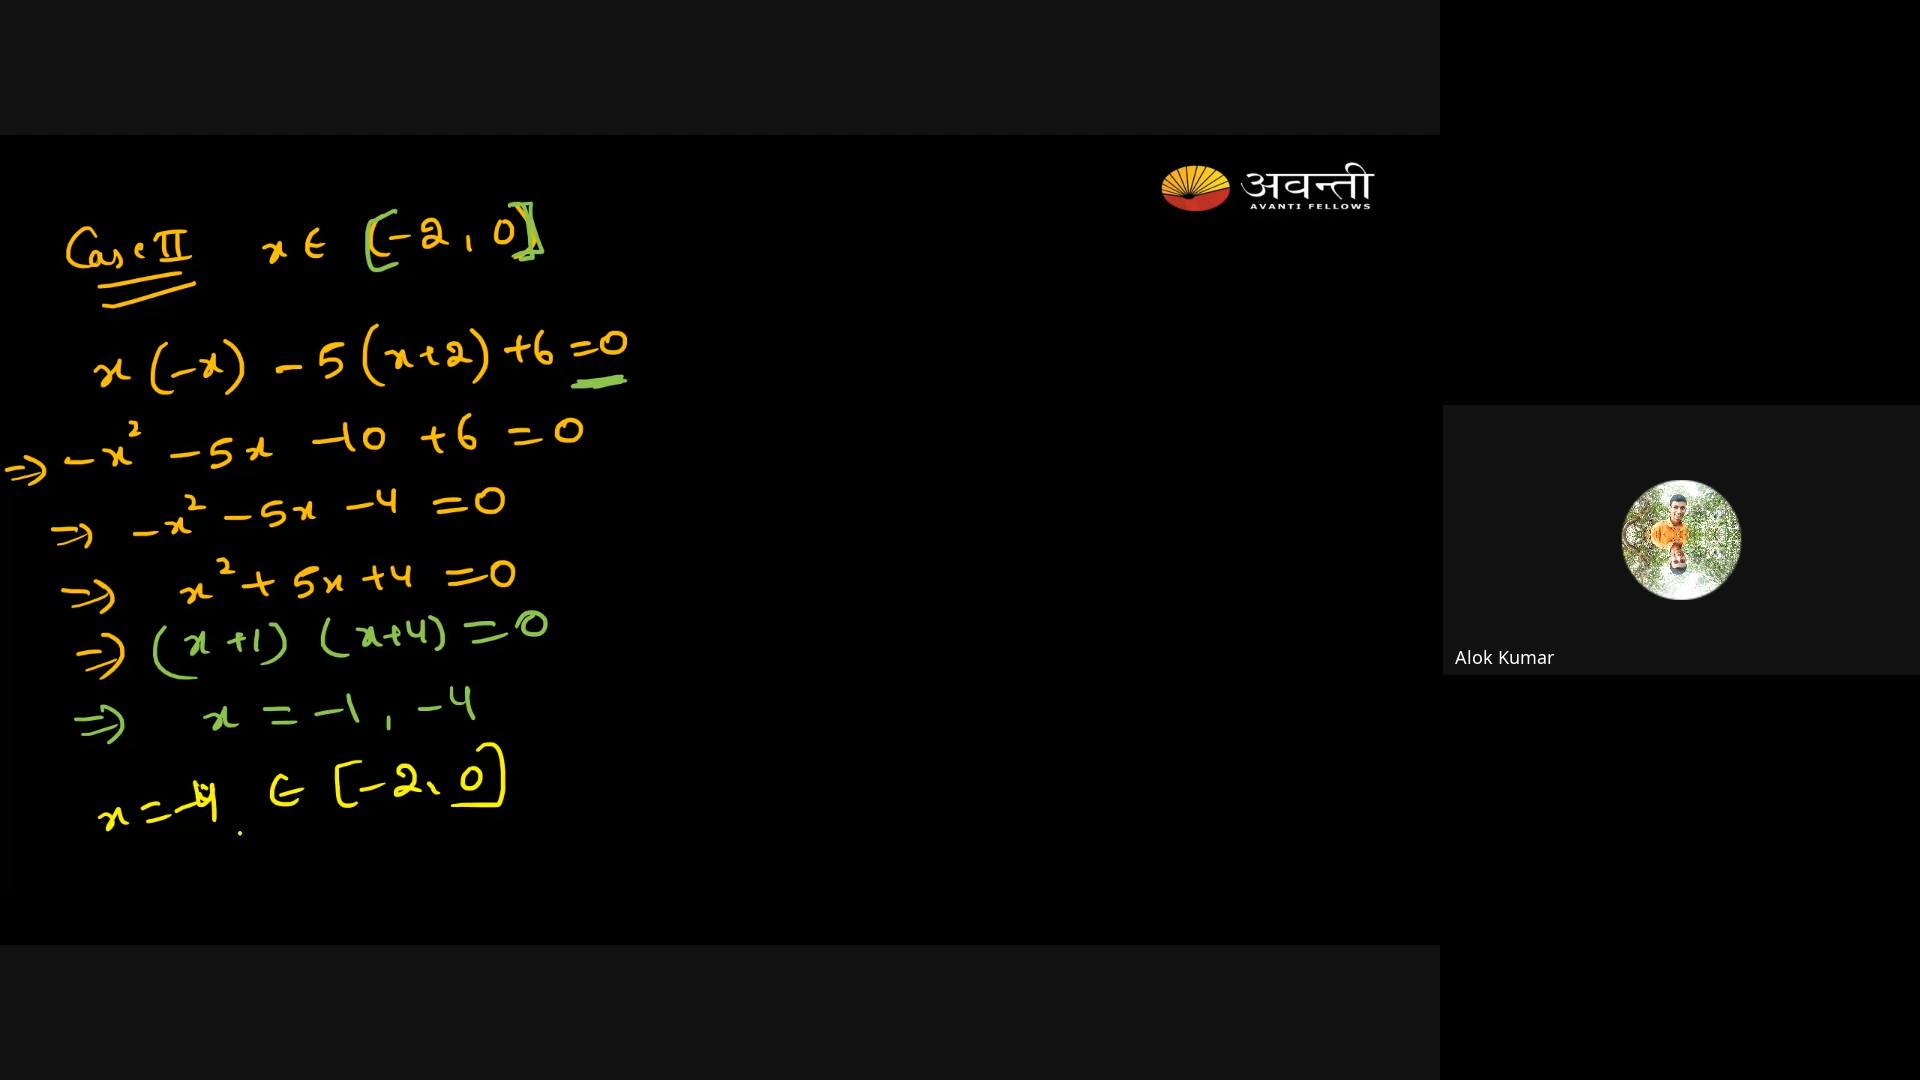 अवन्ती
AVANTI FELLOWS
Case II x ∈ [-2, 0]
x(-x) - 5(x+2) +6 =0
⇒ -x² - 5x -10 +6 =0
⇒ -x² - 5x -4 =0
⇒ x² + 5x +4 =0
⇒ (x+1) (x+4) =0
⇒ x = -1, -4
x = -4 ∈ [-2, 0]
Alok Kumar